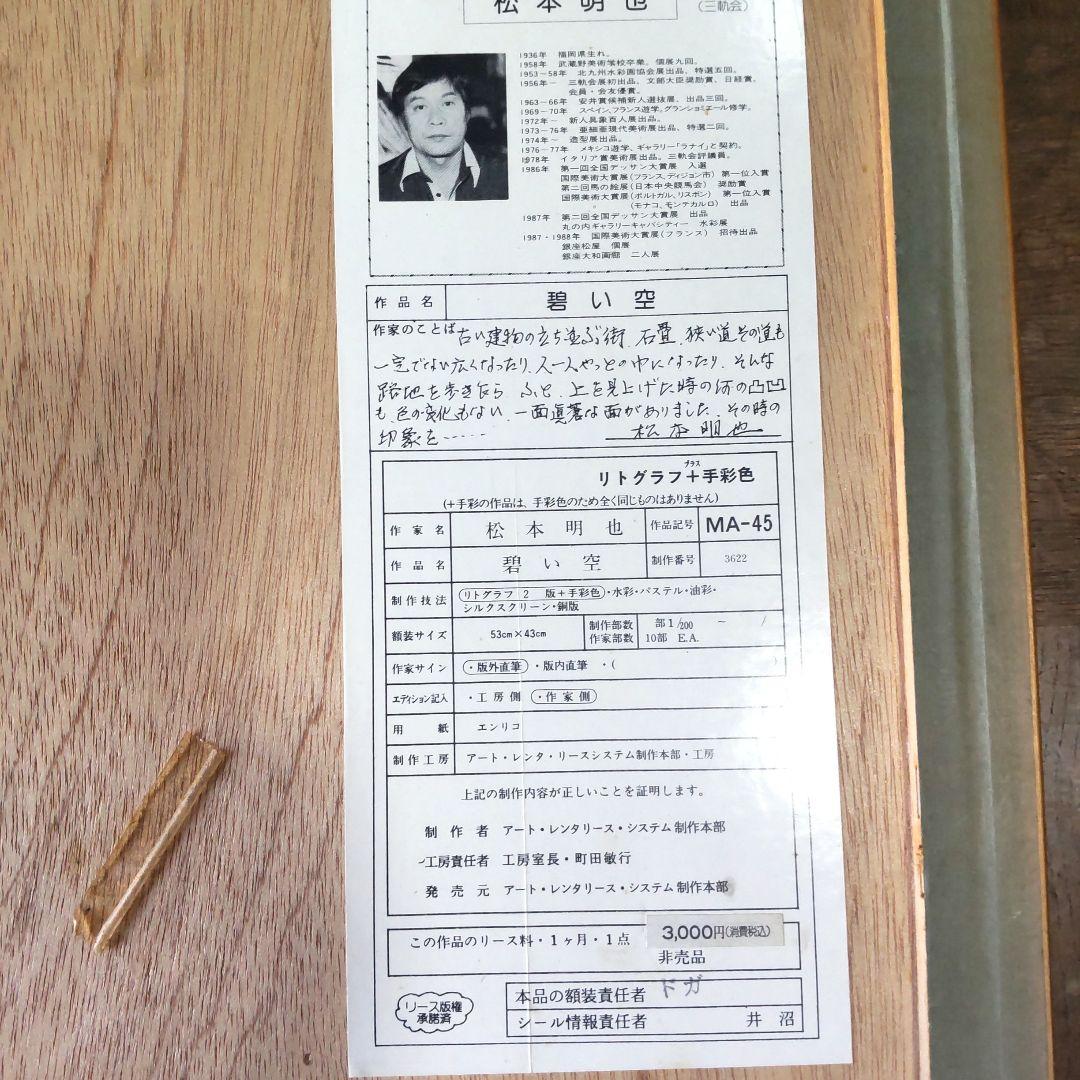 松本明也
(三軌会)
1936年 福岡県生れ。
1958年 武蔵野美術学校卒業。個展九回。
1953－58年 北九州水彩画協会展出品、特選五回。
1956年－ 三軌会展初出品、文部大臣奨励賞、日経賞。
会員・会友優賞。
1963－66年 安井賞候補新人選抜展、出品三回。
1969－70年 スペイン、フランス遊学。グランショミエール修学。
1972年－ 新人具象百人展出品。
1973－76年 亜細亜現代美術展出品、特選二回。
1974年～ 造型展出品。
1976－77年 メキシコ遊学、ギャラリー「ラナイ」と契約。
1978年 イタリア賞美術展出品。三軌会評議員。
1986年 第一回全国デッサン大賞展 入選
国際美術大賞展(フランス、ディジョン市) 第一位入賞
第二回馬の絵展(日本中央競馬会) 奨励賞
国際美術大賞展(ポルトガル、リスボン) 第一位入賞
(モナコ、モンテカルロ) 出品
1987年 第二回全国デッサン大賞展 出品
丸の内ギャラリーキャパシティー 水彩展
1987・1988年 国際美術大賞展(フランス) 招待出品
銀座松屋 個展
銀座大和画廊 二人展
作品名 碧い空
作家のことば 古い建物の立ち並ぶ街、石畳、狭い道その道も
一定でない広くなったり、人一人やっとの巾になったり、そんな
路地を歩きながら ふと、上を見上げた時の何の凸凹
も、色の変化もない、一面真蒼な面がありました、その時の
印象を……
松本明也
リトグラフ＋手彩色
プラス
(＋手彩の作品は、手彩色のため全く同じものはありません)
作家名 松本明也 作品記号 MA-45
作品名 碧い空 制作番号 3622
制作技法 リトグラフ 2 版＋手彩色・水彩・パステル・油彩・
シルクスクリーン・銅版
額装サイズ 53cm×43cm 制作部数 部1/200 ～ /
作家部数 10部 E.A.
作家サイン ・版外直筆 ・版内直筆 ・( )
エディション記入 ・工房側 ・作家側
用紙 エンリコ
制作工房 アート・レンタ・リースシステム制作本部・工房
上記の制作内容が正しいことを証明します。
制作者 アート・レンタリース・システム制作本部
工房責任者 工房室長・町田敏行
発売元 アート・レンタリース・システム制作本部
この作品のリース料・1ヶ月・1点 3,000円(消費税込)
非売品
リース版権
承諾済
本品の額装責任者 ドガ
シール情報責任者 井沼